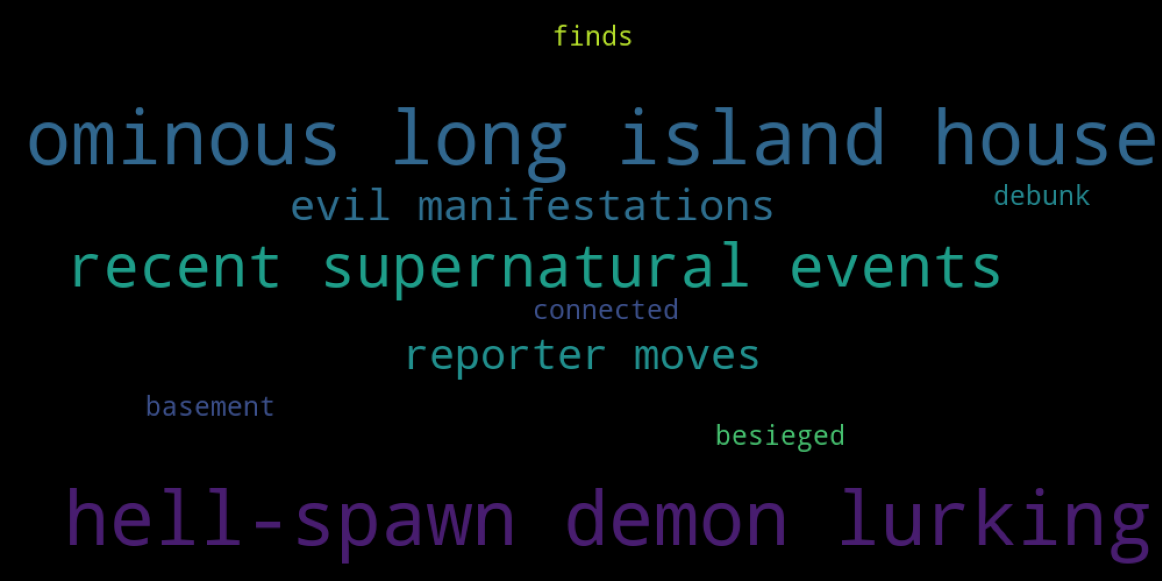 finds
ominous long island house
evil manifestations
debunk
recent supernatural events
connected
reporter moves
basement
besieged
hell-spawn demon lurking